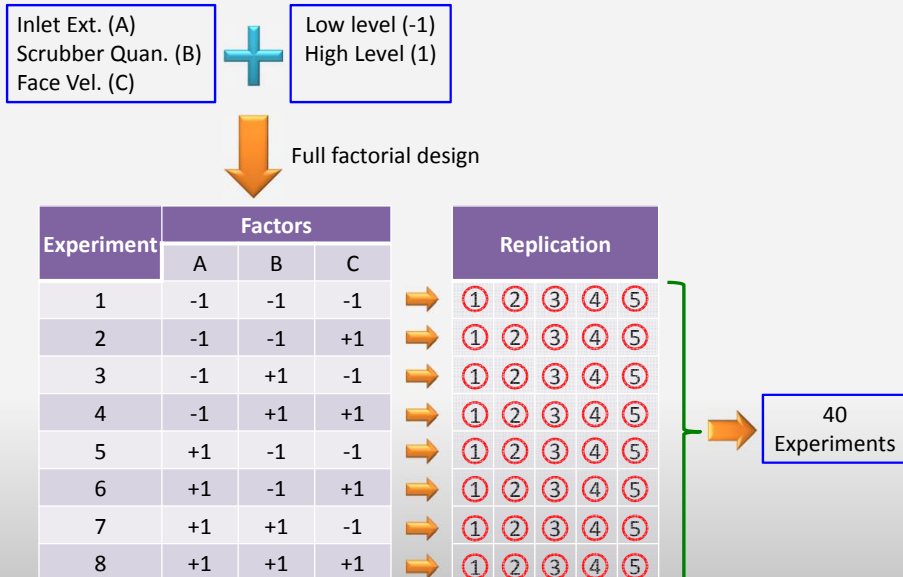 Inlet Ext. (A)
Scrubber Quan. (B)
Face Vel. (C)
Low level (-1)
High Level (1)
Full factorial design
Experiment Factors Replication
A B C
1 -1 -1 -1 1 2 3 4 5
2 -1 -1 +1 1 2 3 4 5
3 -1 +1 -1 1 2 3 4 5
4 -1 +1 +1 1 2 3 4 5
5 +1 -1 -1 1 2 3 4 5
6 +1 -1 +1 1 2 3 4 5
7 +1 +1 -1 1 2 3 4 5
8 +1 +1 +1 1 2 3 4 5
40
Experiments